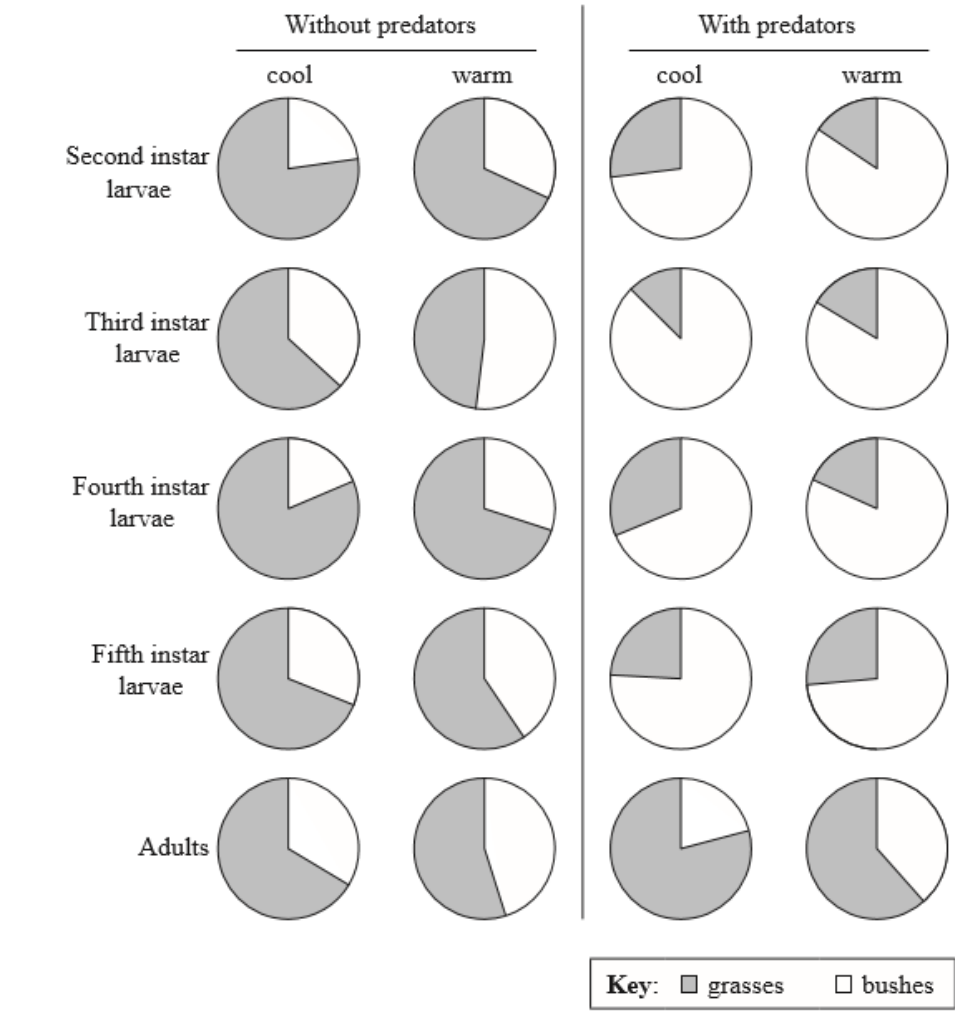 Without predators
With predators
cool
warm
cool
warm
Second instar
larvae
Third instar
larvae
Fourth instar
larvae
Fifth instar
larvae
Adults
Key: grasses bushes